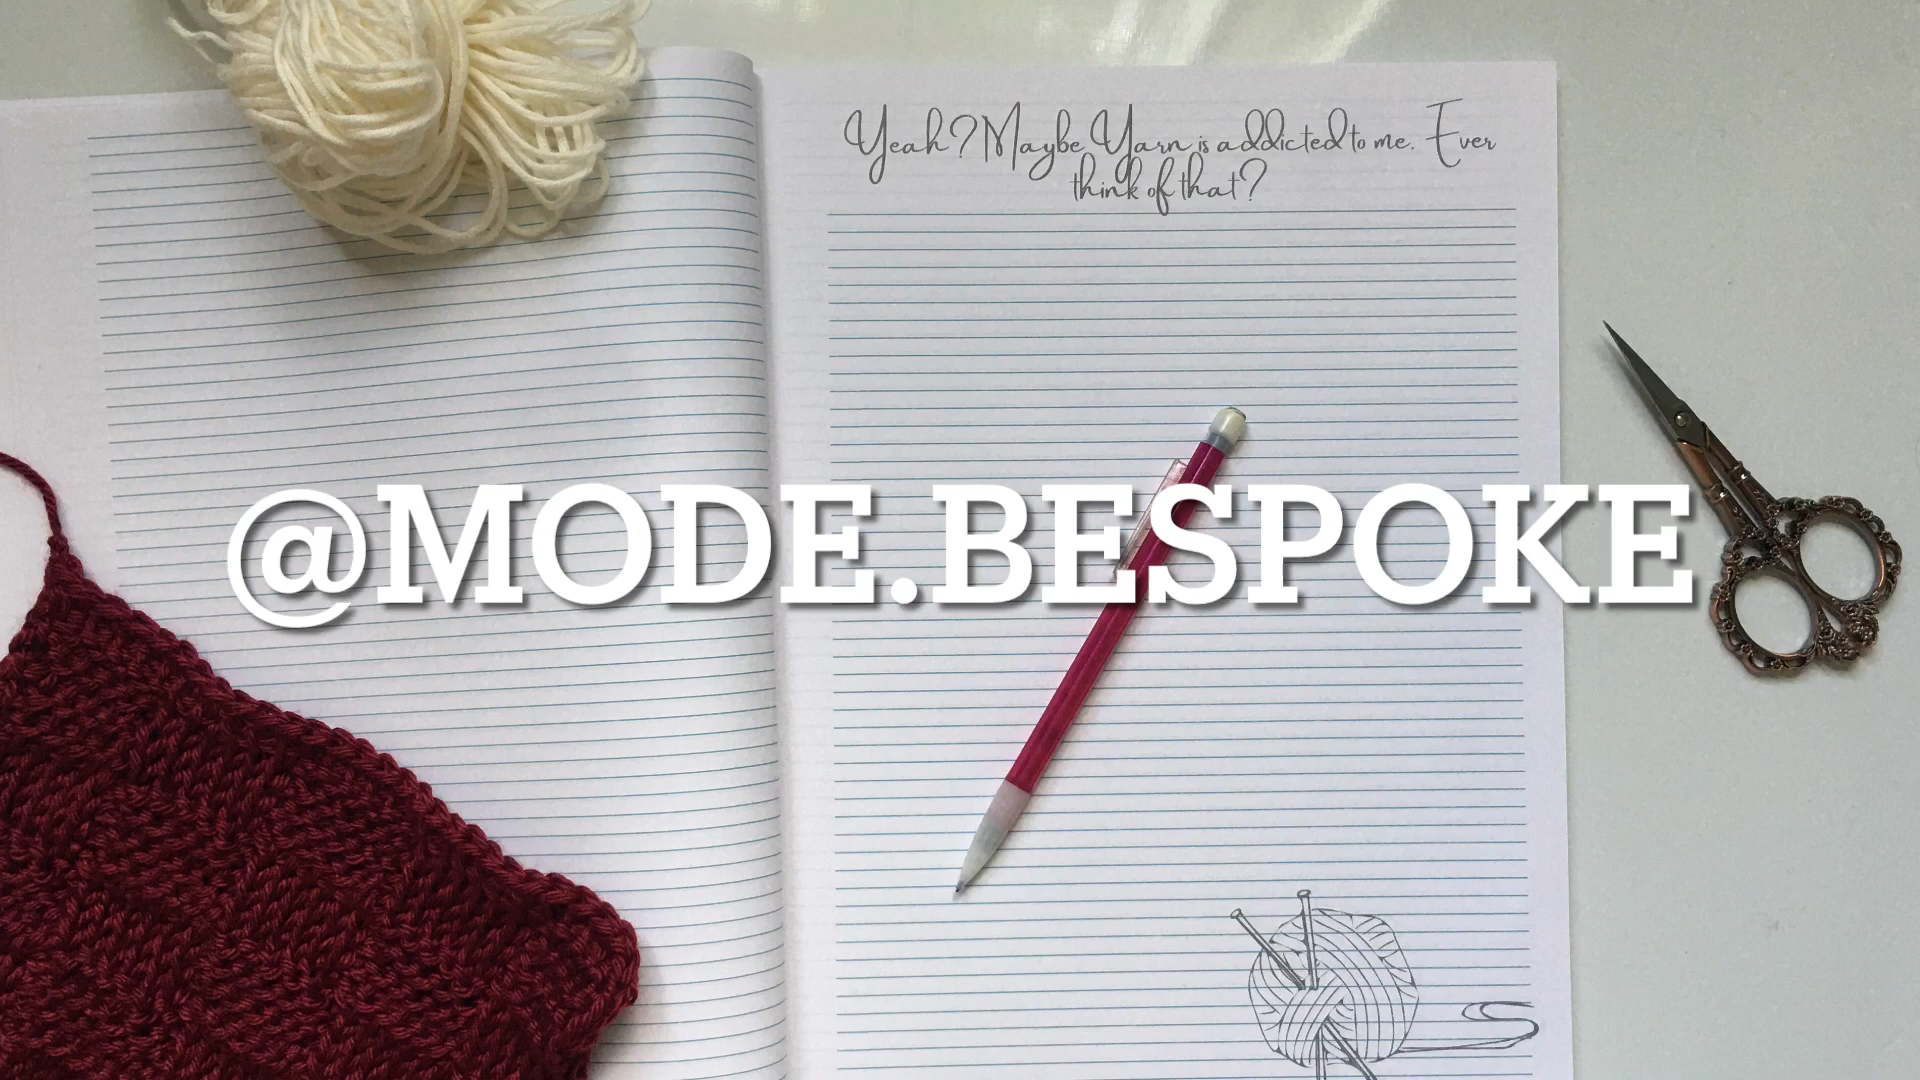 Yeah? Maybe Yarn is addicted to me. Ever
think of that?
@MODE.BESPOKE